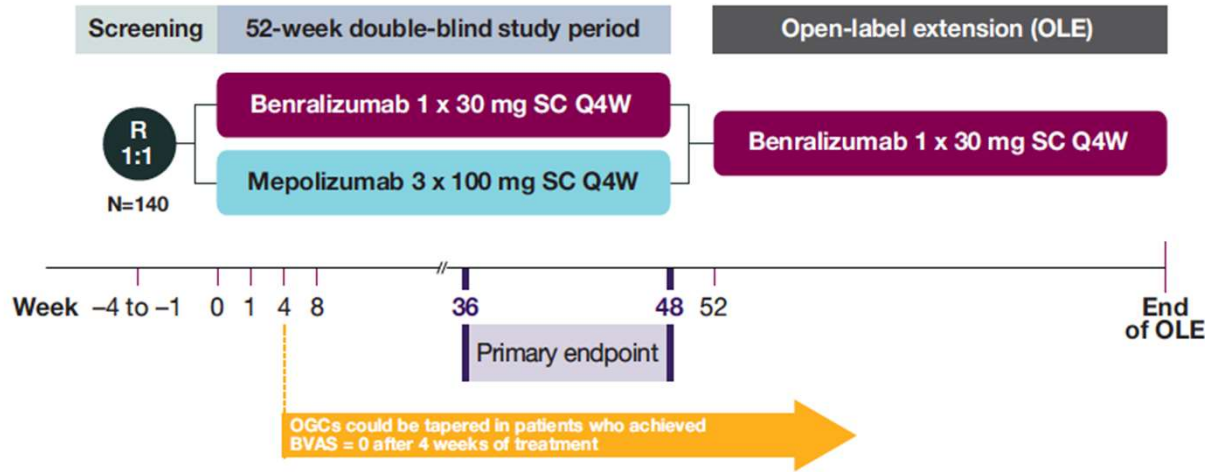 Screening
52-week double-blind study period
Open-label extension (OLE)
R
1:1
N=140
Benralizumab 1 x 30 mg SC Q4W
Mepolizumab 3 x 100 mg SC Q4W
Benralizumab 1 x 30 mg SC Q4W
Week –4 to –1 0 1 4 8 36 48 52 End
of OLE
Primary endpoint
OGCs could be tapered in patients who achieved
BVAS = 0 after 4 weeks of treatment